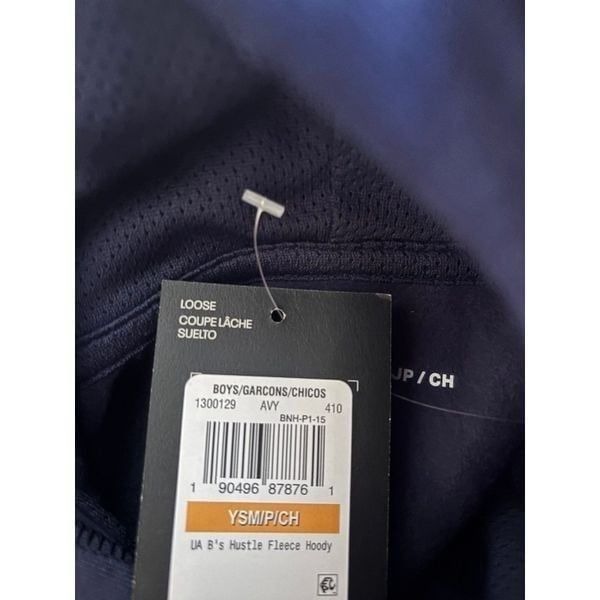 LOOSE
COUPE LÂCHE
SUELTO
JP / CH
BOYS/GARCONS/CHICOS
1300129 AVY 410
BNH-P1-15
1 90496 87876 1
YSM/P/CH
UA B's Hustle Fleece Hoody